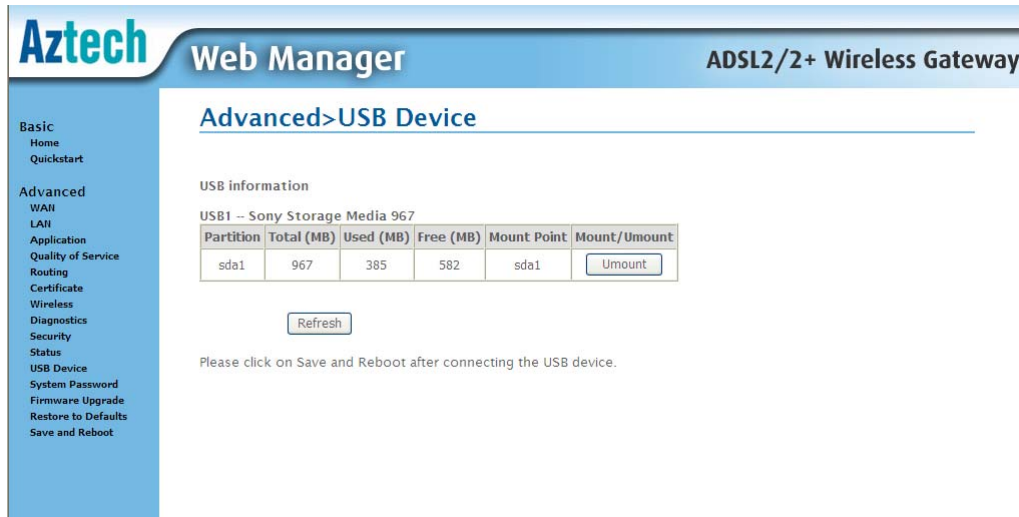 Aztech
Web Manager
ADSL2/2+ Wireless Gateway
Basic
Home
Quickstart
Advanced
WAN
LAN
Application
Quality of Service
Routing
Certificate
Wireless
Diagnostics
Security
Status
USB Device
System Password
Firmware Upgrade
Restore to Defaults
Save and Reboot
Advanced>USB Device
USB information
USB1 -- Sony Storage Media 967
Partition Total (MB) Used (MB) Free (MB) Mount Point Mount/Umount
sda1 967 385 582 sda1 Umount
Refresh
Please click on Save and Reboot after connecting the USB device.